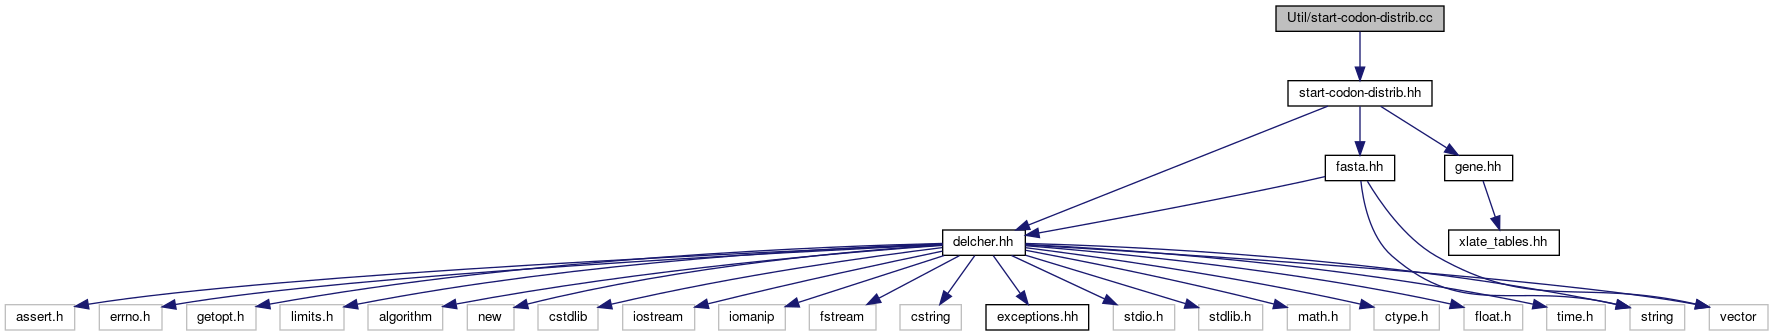 Util/start-codon-distrib.cc
start-codon-distrib.hh
fasta.hh
gene.hh
delcher.hh
xlate_tables.hh
assert.h
errno.h
getopt.h
limits.h
algorithm
new
cstdlib
iostream
iomanip
fstream
cstring
exceptions.hh
stdio.h
stdlib.h
math.h
ctype.h
float.h
time.h
string
vector